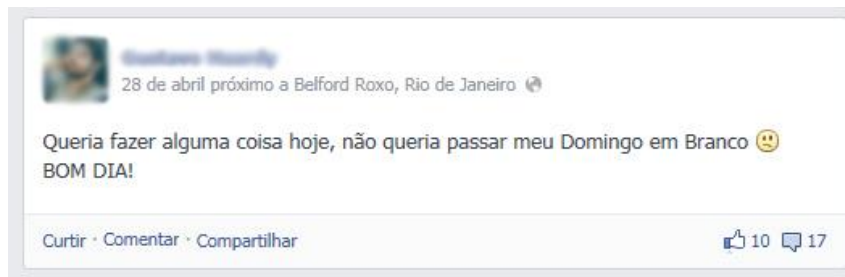 28 de abril próximo a Belford Roxo, Rio de Janeiro
Queria fazer alguma coisa hoje, não queria passar meu Domingo em Branco
BOM DIA!
Curtir · Comentar · Compartilhar 10 17